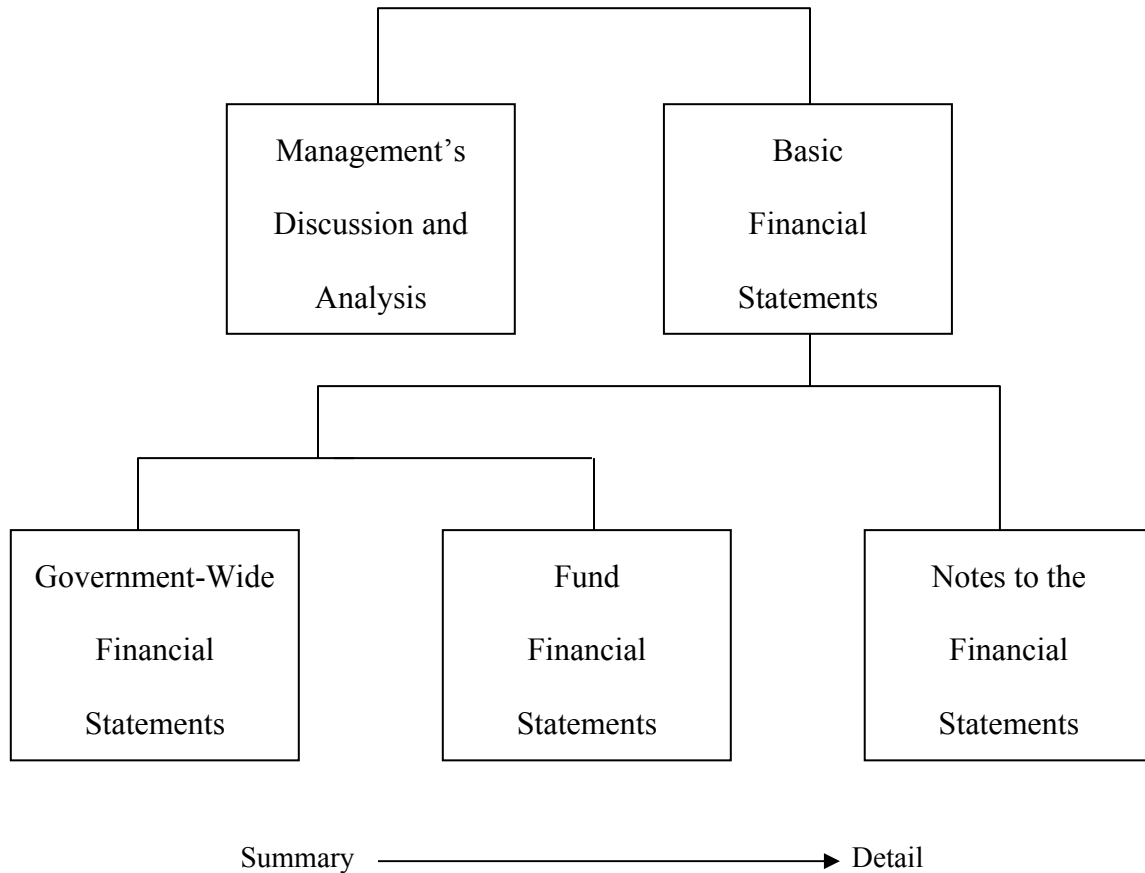 Management’s
Discussion and
Analysis
Basic
Financial
Statements
Government-Wide
Financial
Statements
Fund
Financial
Statements
Notes to the
Financial
Statements
Summary
Detail